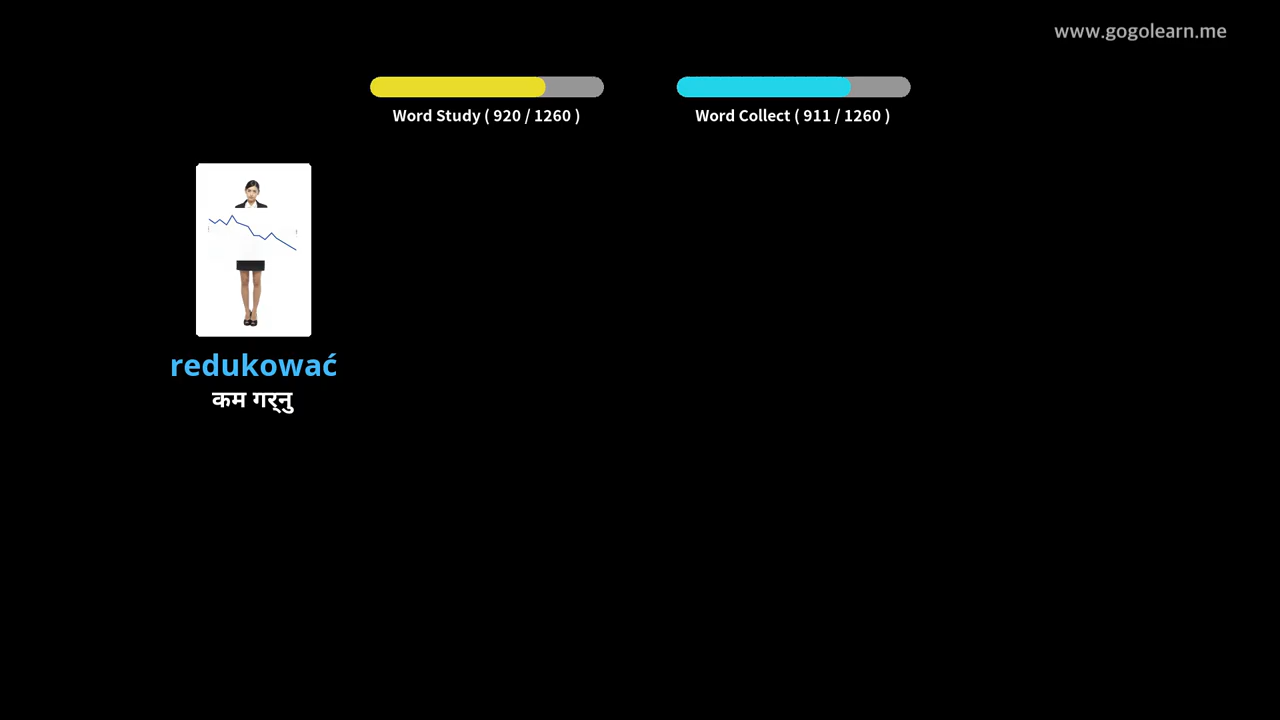 www.gogolearn.me
Word Study ( 920 / 1260 )
Word Collect ( 911 / 1260 )
redukować
कम गर्नु